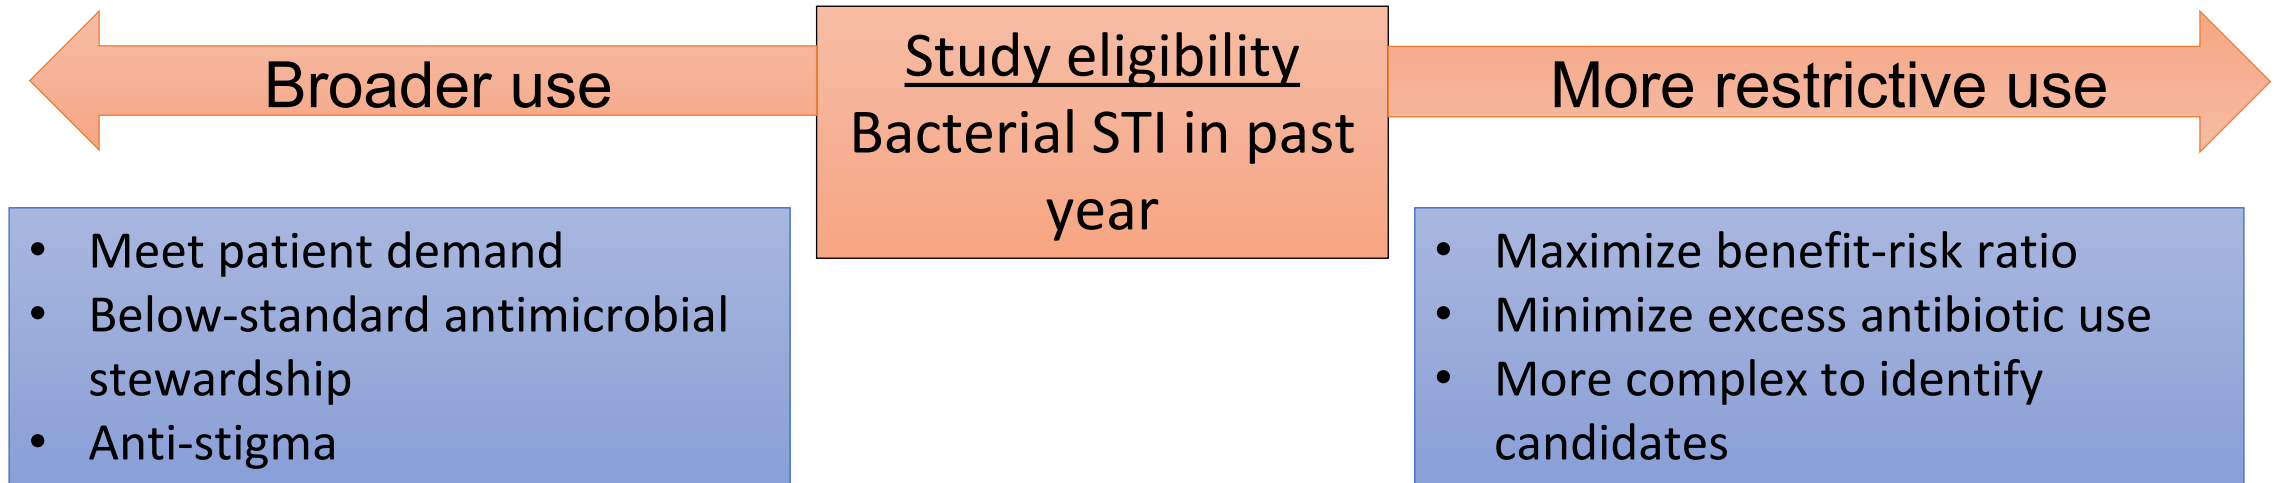 Broader use
Study eligibility
Bacterial STI in past
year
More restrictive use
• Meet patient demand
• Below-standard antimicrobial
stewardship
• Anti-stigma
• Maximize benefit-risk ratio
• Minimize excess antibiotic use
• More complex to identify
candidates